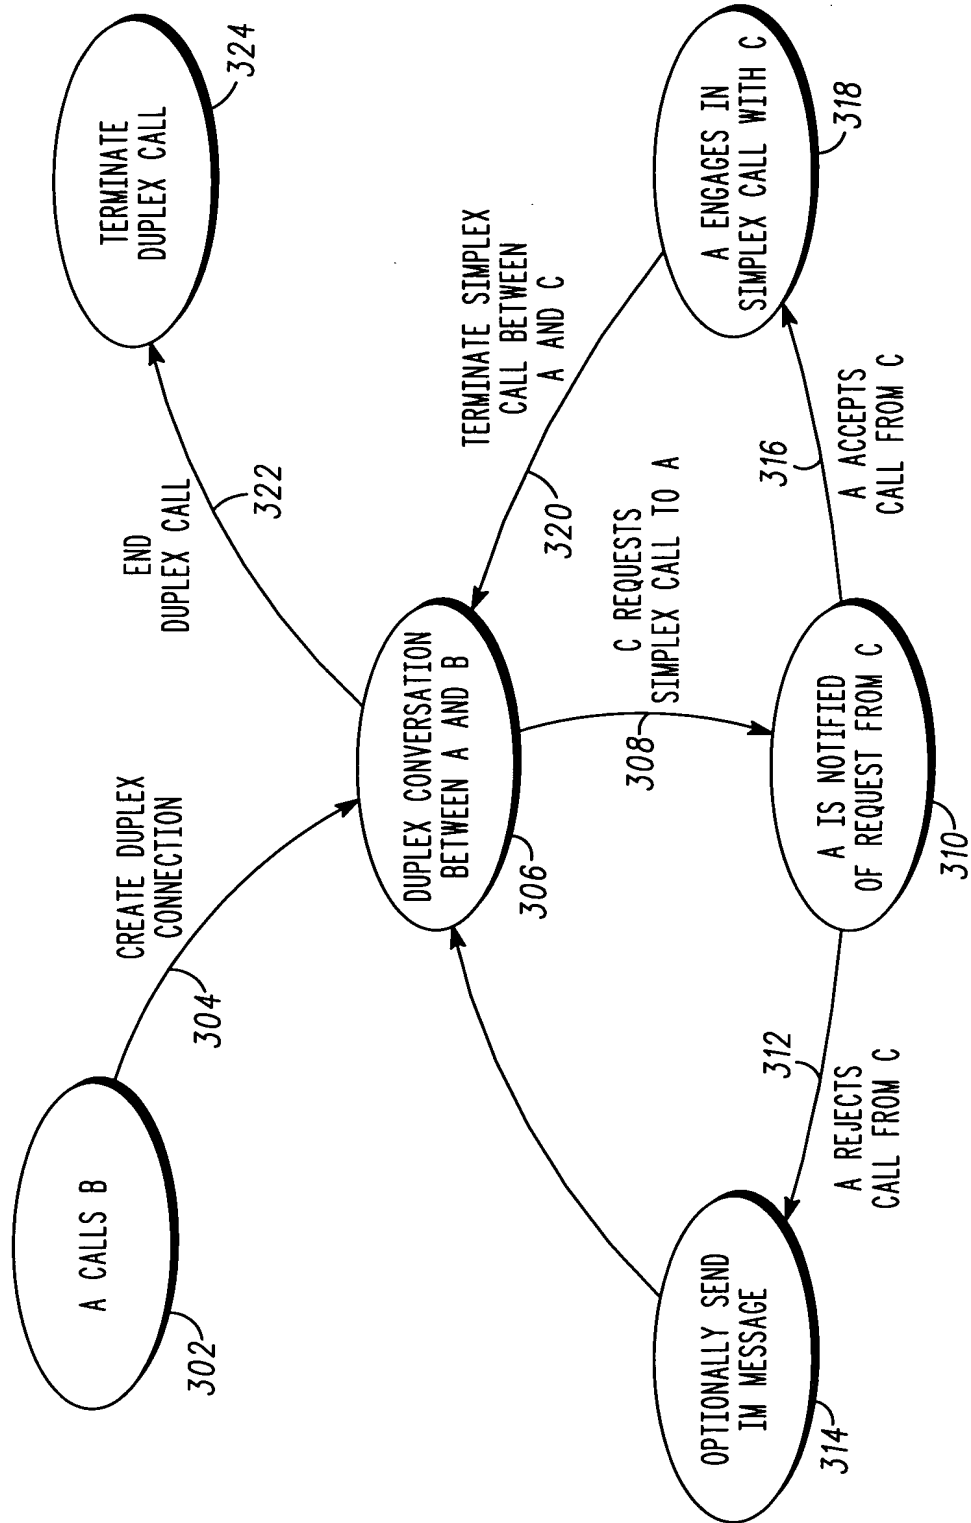 A CALLS B
302
CREATE DUPLEX
CONNECTION
304
DUPLEX CONVERSATION
BETWEEN A AND B
306
END
DUPLEX CALL
322
TERMINATE
DUPLEX CALL
324
C REQUESTS
SIMPLEX CALL TO A
308
A IS NOTIFIED
OF REQUEST FROM C
310
A REJECTS
CALL FROM C
312
OPTIONALLY SEND
IM MESSAGE
314
A ACCEPTS
CALL FROM C
316
A ENGAGES IN
SIMPLEX CALL WITH C
318
TERMINATE SIMPLEX
CALL BETWEEN
A AND C
320